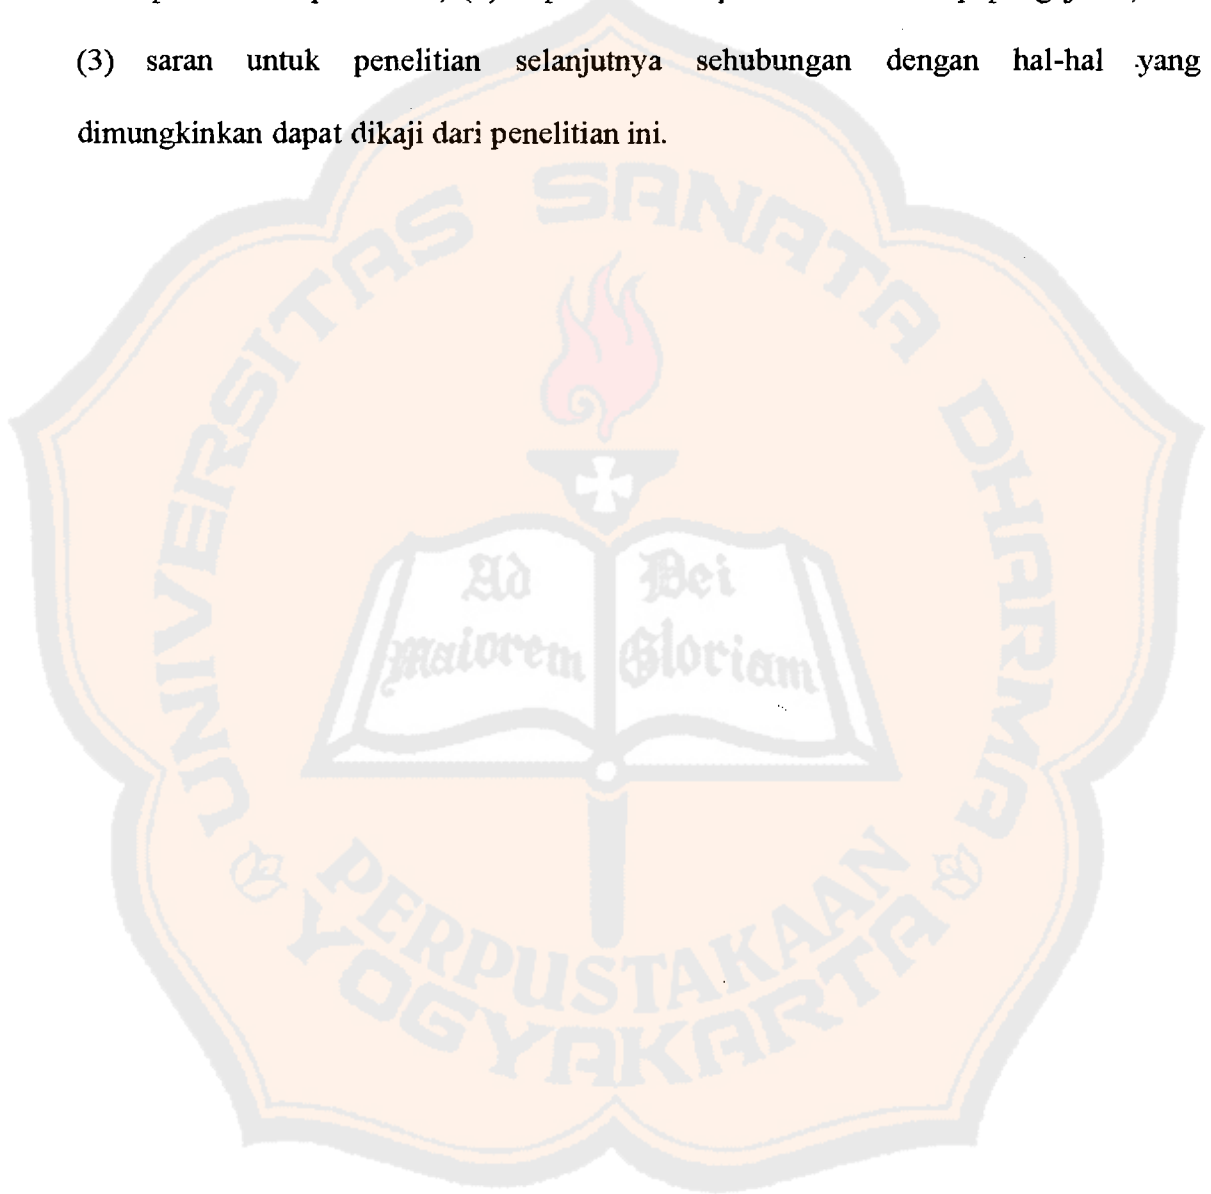 (3) saran untuk penelitian selanjutnya sehubungan dengan hal-hal yang
dimungkinkan dapat dikaji dari penelitian ini.
UNIVERSITAS SANATA DHARMA
Ad Dei
Maiorem Gloriam
PERPUSTAKAAN
YOGYAKARTA